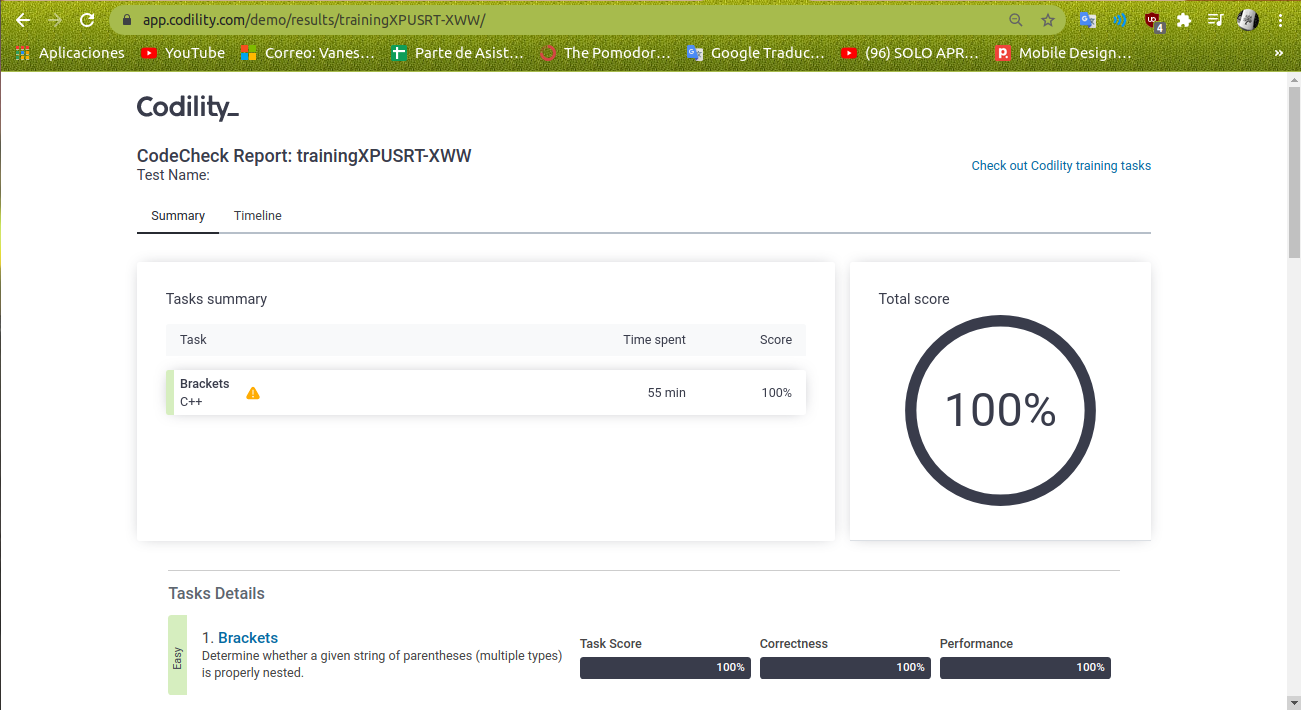 app.codility.com/demo/results/trainingXPUSRT-XWW/
4
Aplicaciones YouTube Correo: Vanes... Parte de Asist... The Pomodor... Google Traduc... (96) SOLO APR... Mobile Design... »
Codility_
CodeCheck Report: trainingXPUSRT-XWW
Test Name:
Check out Codility training tasks
Summary Timeline
Tasks summary
Task Time spent Score
Brackets
C++
55 min 100%
Total score
100%
Tasks Details
Easy
1. Brackets
Determine whether a given string of parentheses (multiple types)
is properly nested.
Task Score Correctness Performance
100% 100% 100%